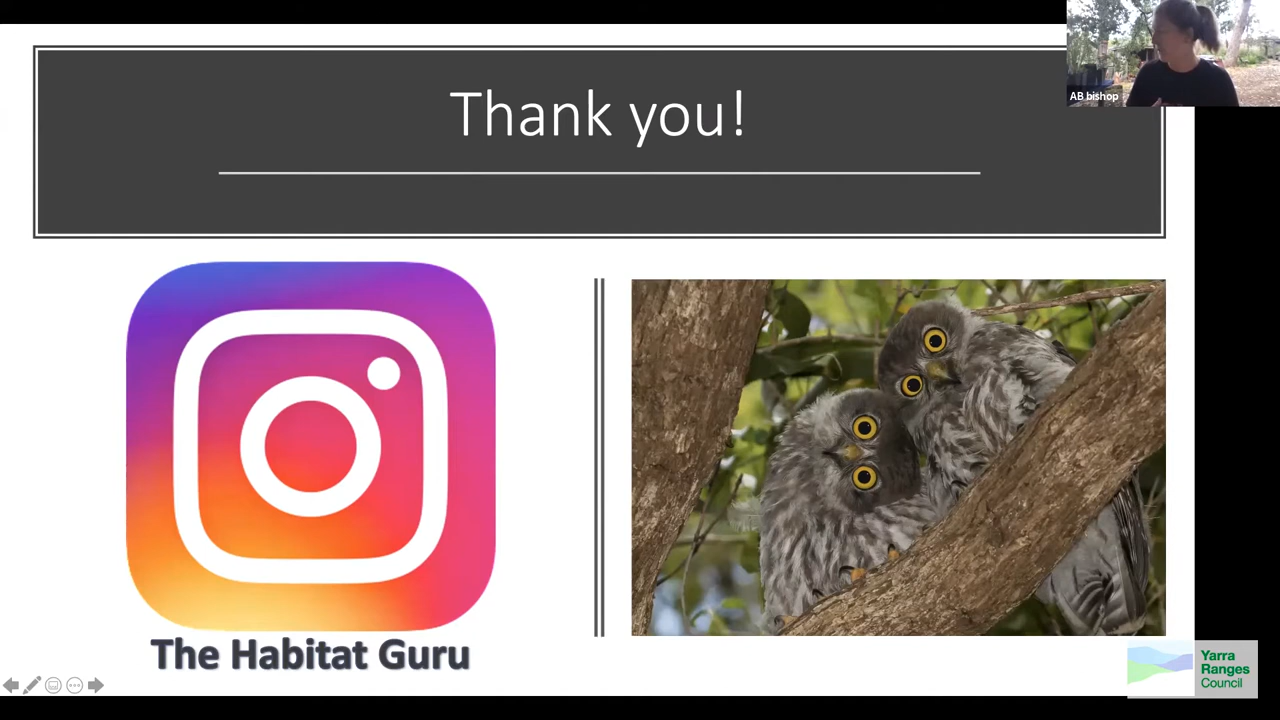 Thank you!
AB bishop
The Habitat Guru
Yarra
Ranges
Council